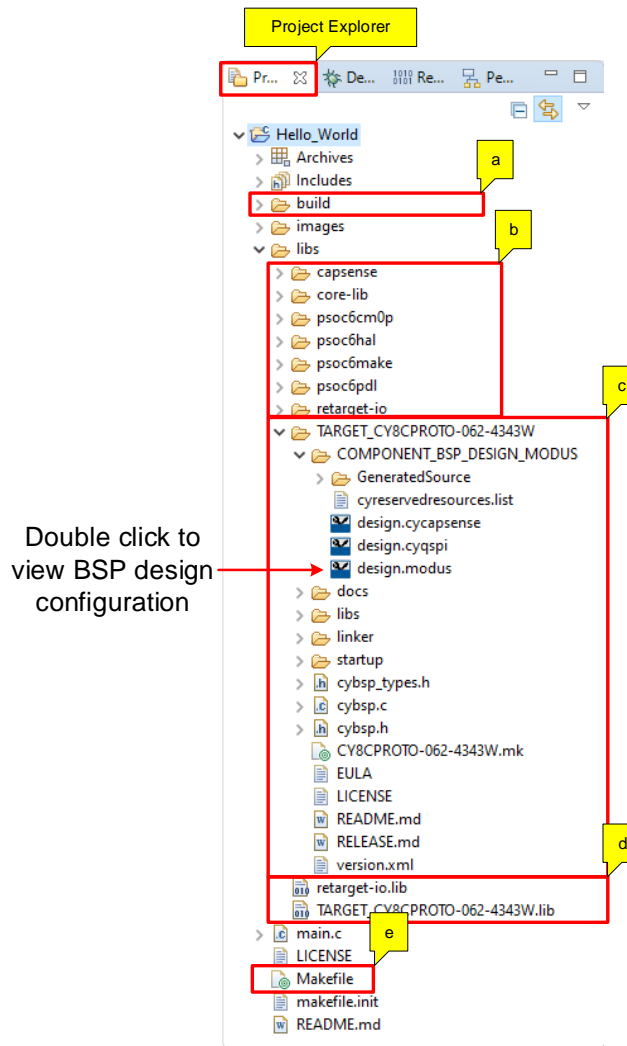 Project Explorer
Pr... De... Re... Pe...
Hello_World
Archives
a
Includes
build
images
b
libs
capsense
core-lib
psoc6cm0p
psoc6hal
psoc6make
psoc6pdl
c
retarget-io
TARGET_CY8CPROTO-062-4343W
COMPONENT_BSP_DESIGN_MODUS
GeneratedSource
cyreservedresources.list
design.cycapsense
design.cyqspi
design.modus
Double click to
view BSP design
configuration
docs
libs
linker
startup
cybsp_types.h
cybsp.c
cybsp.h
CY8CPROTO-062-4343W.mk
EULA
LICENSE
README.md
RELEASE.md
d
version.xml
retarget-io.lib
TARGET_CY8CPROTO-062-4343W.lib
e
main.c
LICENSE
Makefile
makefile.init
README.md